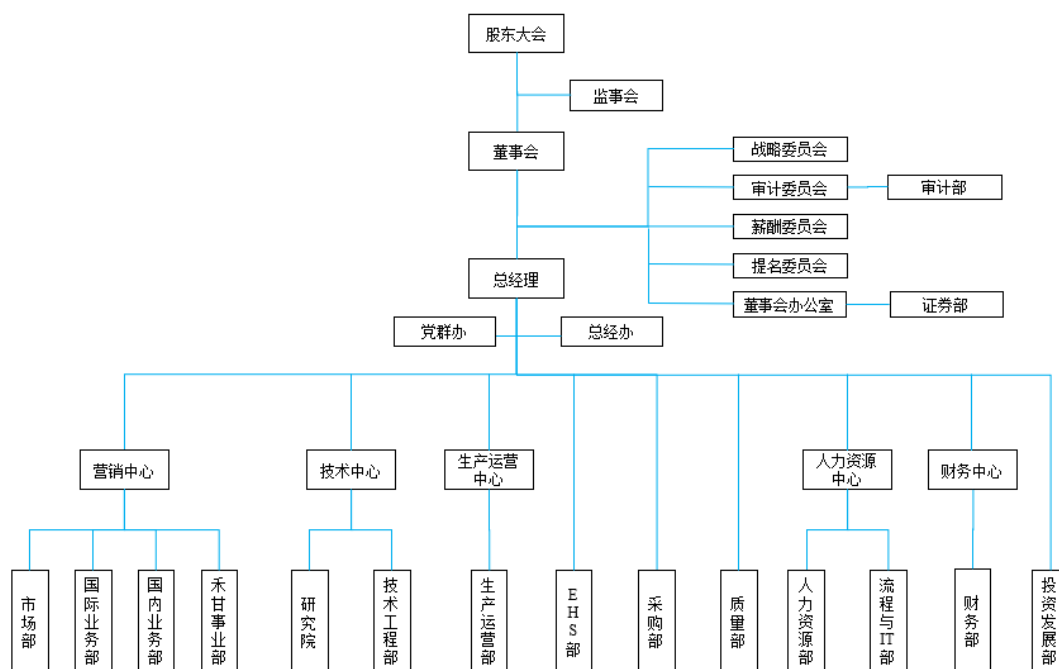 股东大会
监事会
董事会
战略委员会
审计委员会
审计部
薪酬委员会
提名委员会
总经理
董事会办公室
证券部
党群办
总经办
营销中心
技术中心
生产运营
中心
人力资源
中心
财务中心
市场部
国际业务部
国内业务部
禾甘事业部
研究院
技术工程部
生产运营部
EHS部
采购部
质量部
人力资源部
流程与IT部
财务部
投资发展部